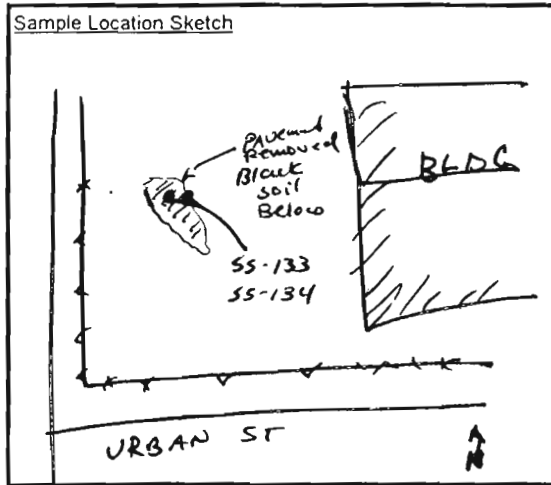 Sample Location Sketch
Pavement
Removed
Black
soil
Below
BLDG
SS-133
SS-134
URBAN ST
N